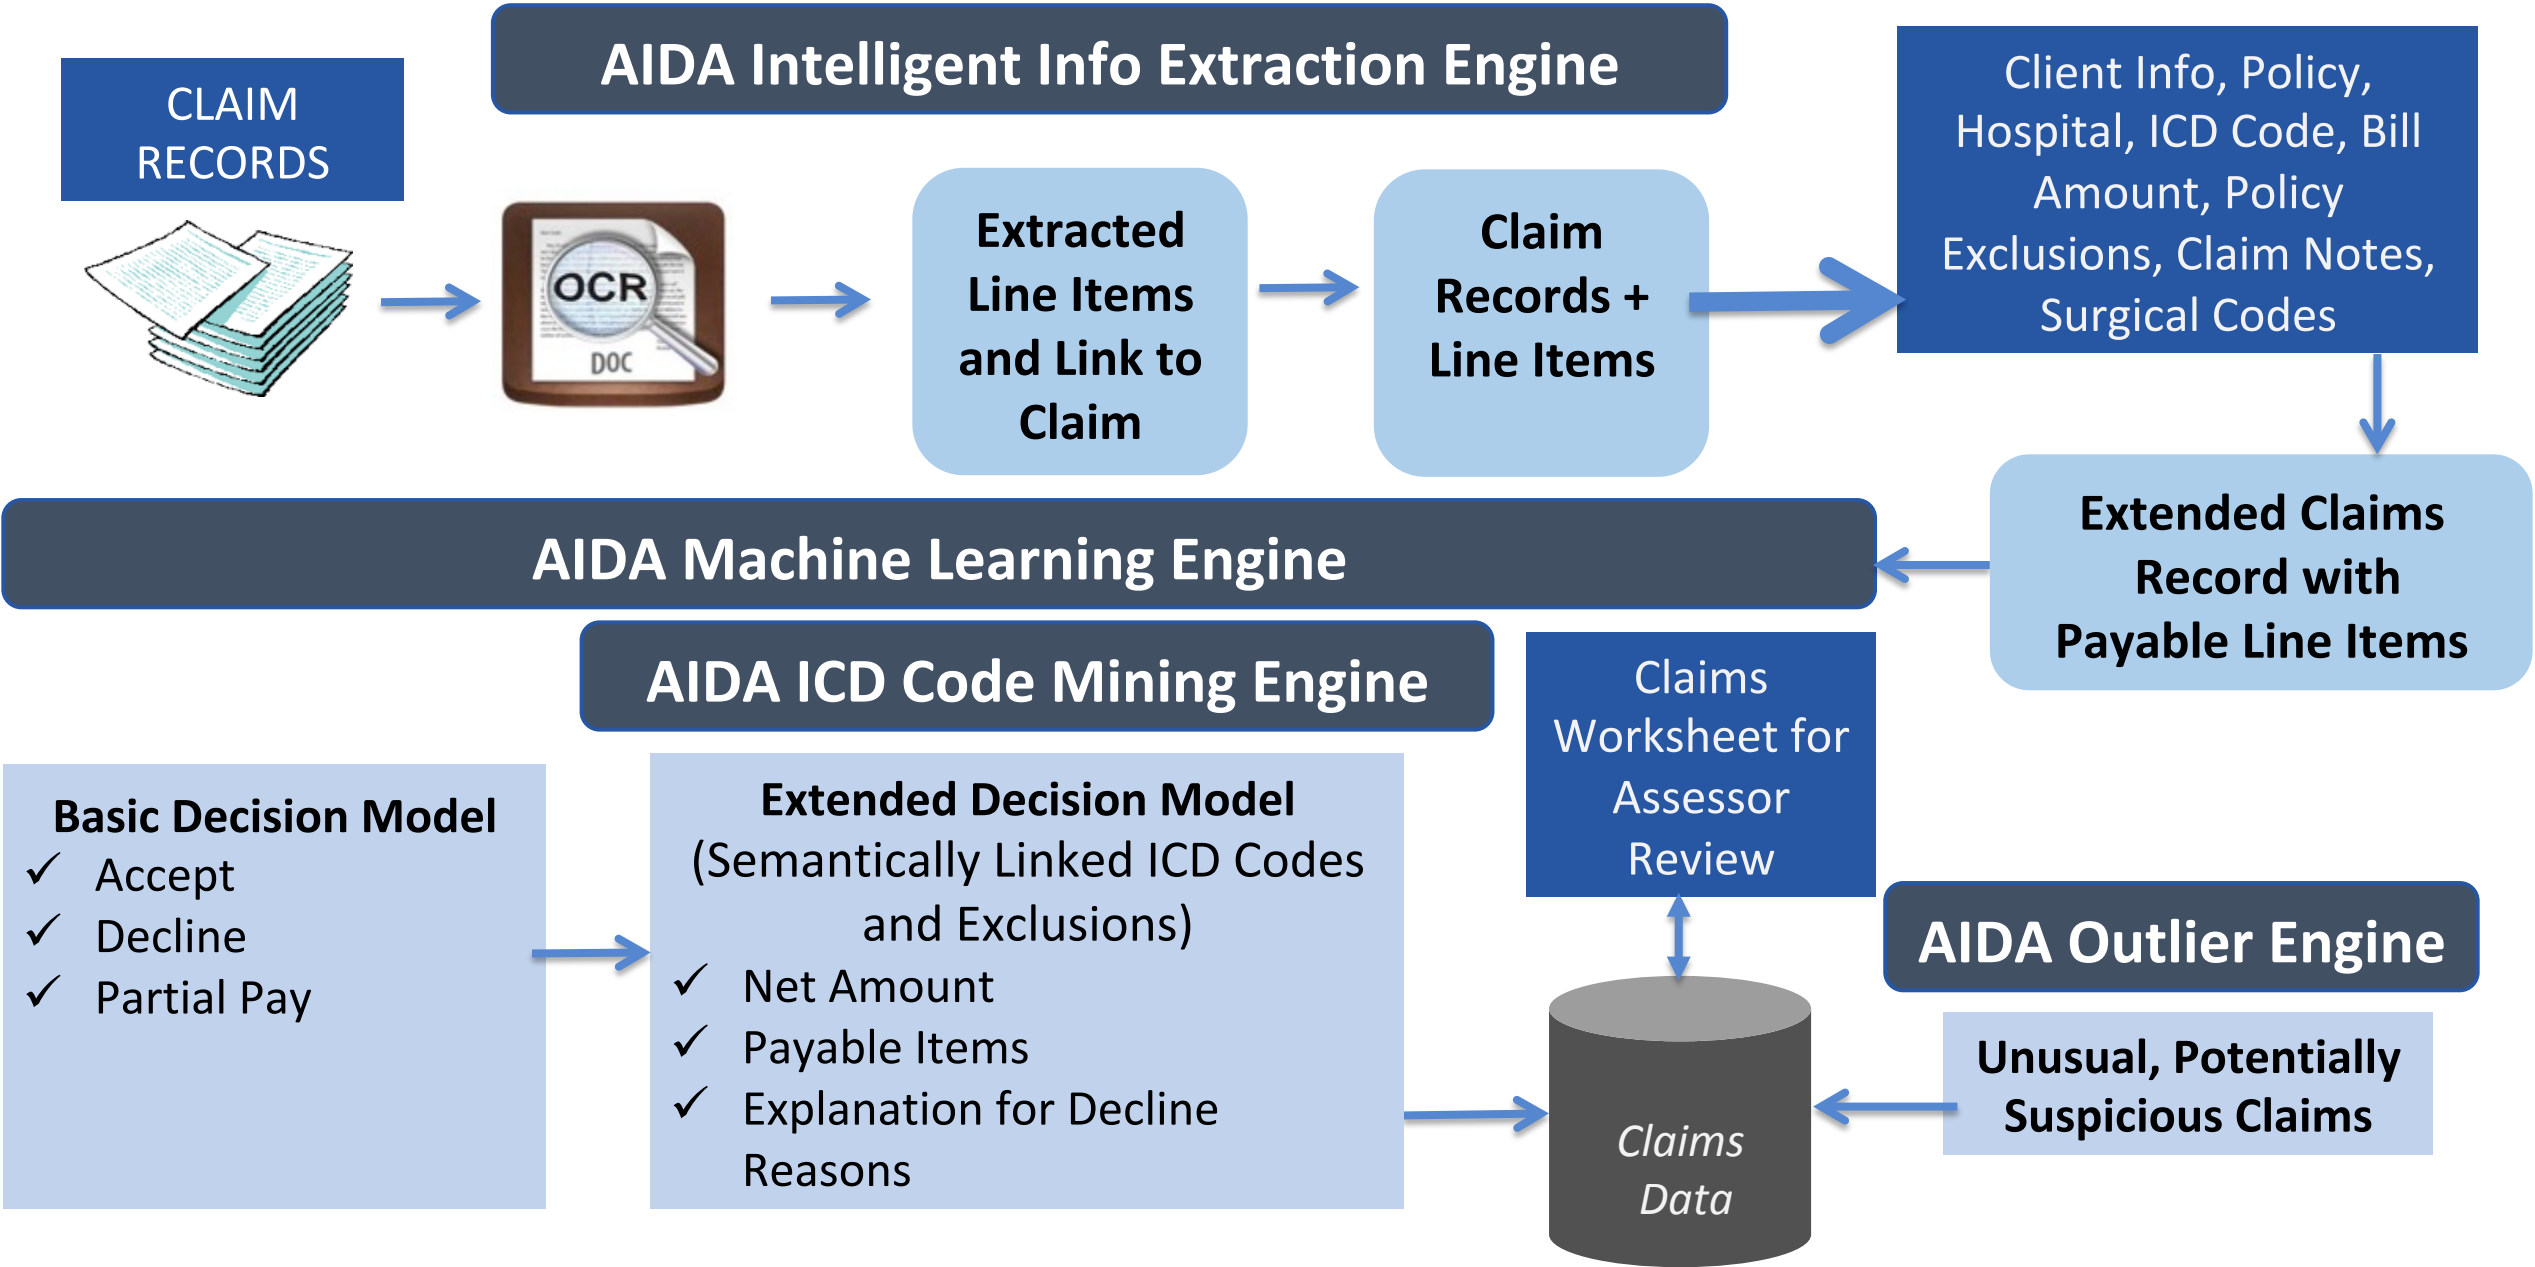 AIDA Intelligent Info Extraction Engine
CLAIM
RECORDS
OCR
DOC
Extracted
Line Items
and Link to
Claim
Claim
Records +
Line Items
Client Info, Policy,
Hospital, ICD Code, Bill
Amount, Policy
Exclusions, Claim Notes,
Surgical Codes
Extended Claims
Record with
Payable Line Items
AIDA Machine Learning Engine
AIDA ICD Code Mining Engine
Basic Decision Model
✓ Accept
✓ Decline
✓ Partial Pay
Extended Decision Model
(Semantically Linked ICD Codes
and Exclusions)
✓ Net Amount
✓ Payable Items
✓ Explanation for Decline
Reasons
Claims
Worksheet for
Assessor
Review
Claims
Data
AIDA Outlier Engine
Unusual, Potentially
Suspicious Claims